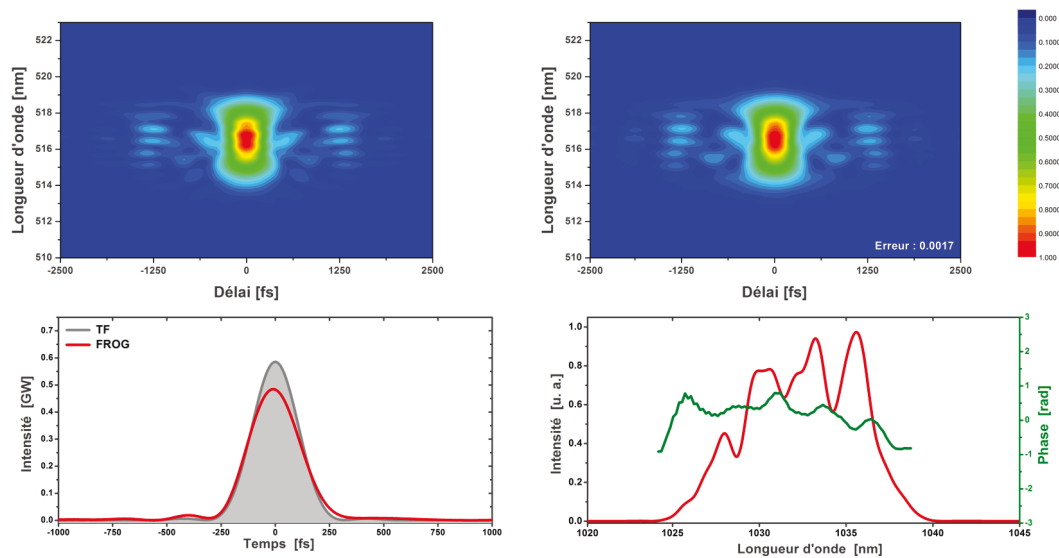 522
520
518
516
514
512
510
Longueur d'onde [nm]
-2500 -1250 0 1250 2500
Délai [fs]
522
520
518
516
514
512
510
Longueur d'onde [nm]
Erreur : 0.0017
-2500 -1250 0 1250 2500
Délai [fs]
0.000
0.1000
0.2000
0.3000
0.4000
0.5000
0.6000
0.7000
0.8000
0.9000
1.000
TF
FROG
0.7
0.6
0.5
0.4
0.3
0.2
0.1
0.0
Intensité [GW]
-1000 -750 -500 -250 0 250 500 750 1000
Temps [fs]
1.0
0.8
0.6
0.4
0.2
0.0
Intensité [u. a.]
3
2
1
0
-1
-2
-3
Phase [rad]
1020 1025 1030 1035 1040 1045
Longueur d'onde [nm]